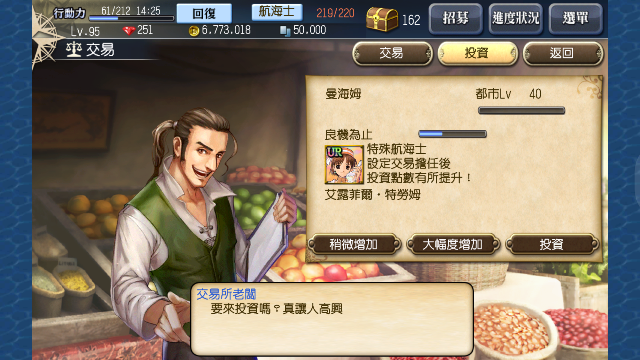 行動力 61/212 14:25 回復 航海士 219/220 162 招募 進度狀況 選單
Lv.95 251 6,773.018 50.000
交易 交易 投資 返回
曼海姆 都市Lv 40
良機為止
UR 特殊航海士
設定交易擔任後
投資點數有所提升！
艾露菲爾・特勞姆
稍微增加 大幅度增加 投資
交易所老闆
要來投資嗎？真讓人高興